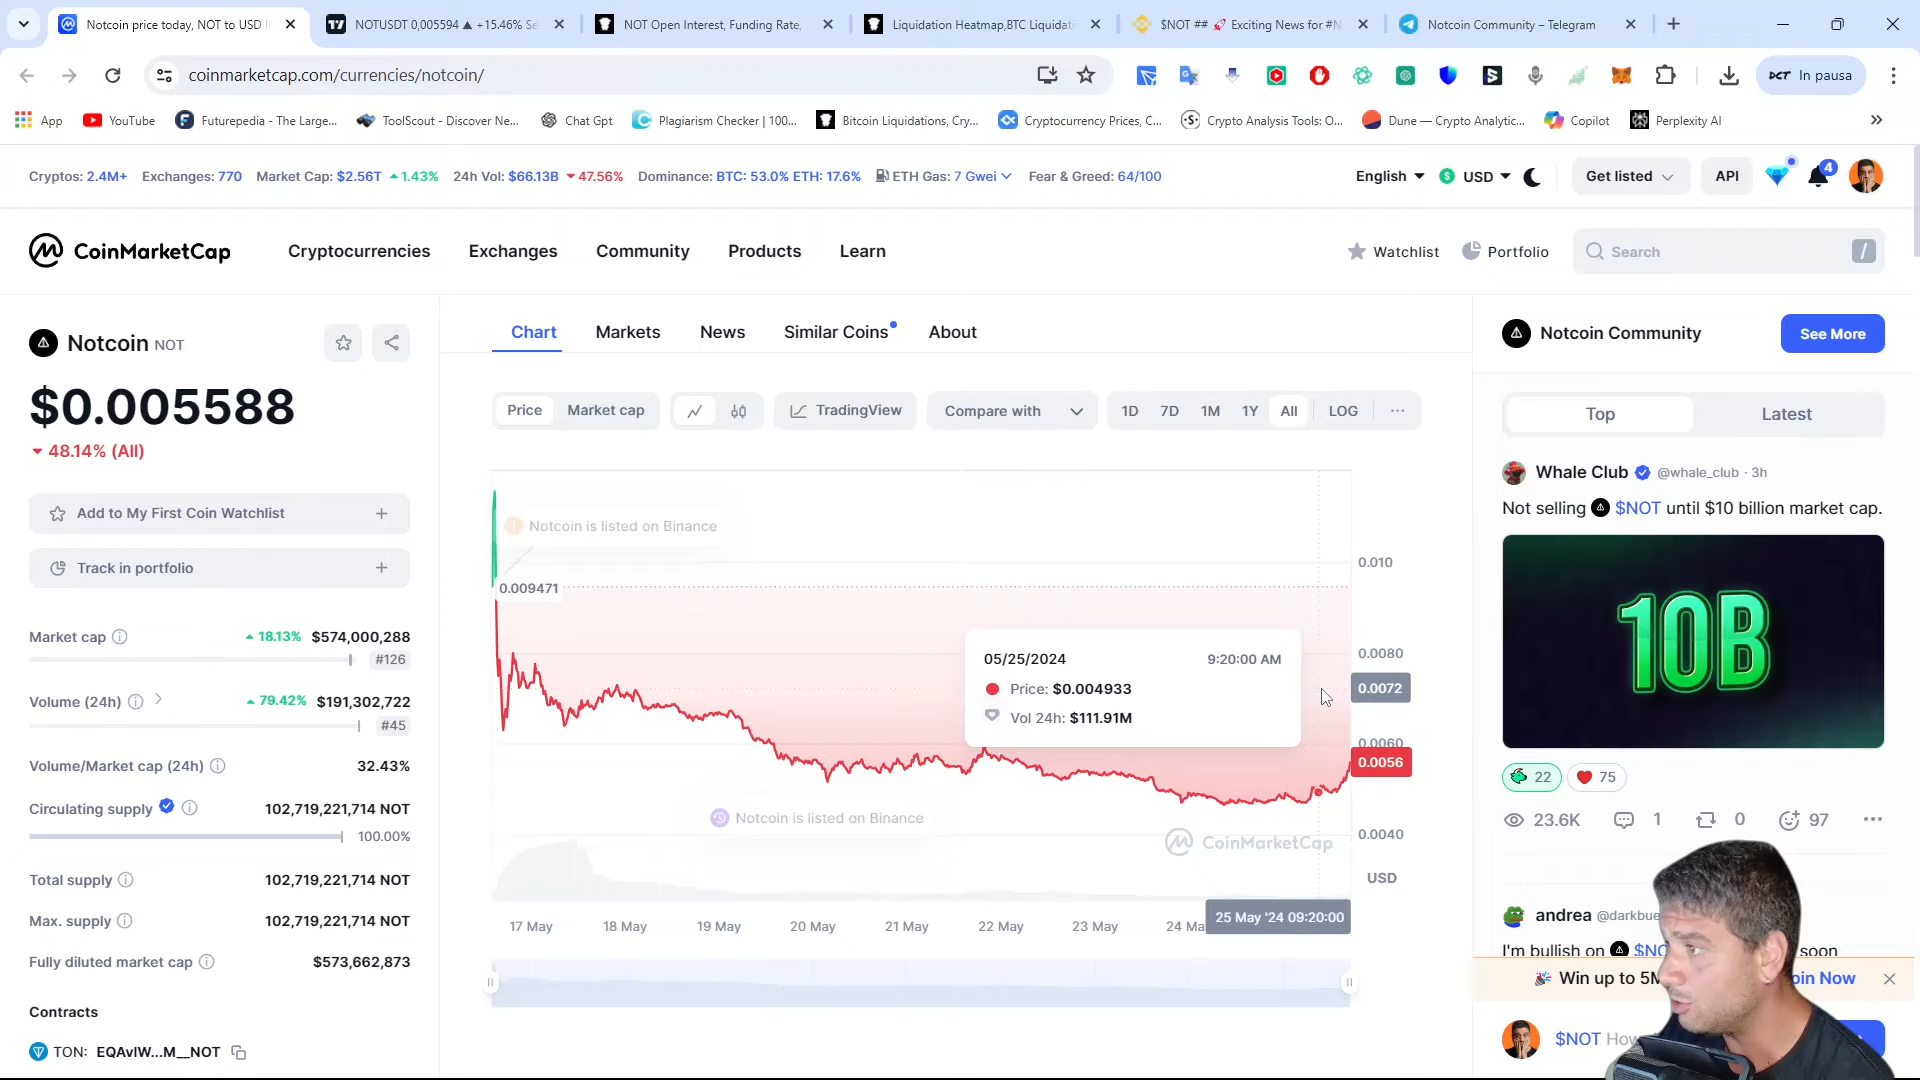 Notcoin price today, NOT to USD li
NOTUSDT 0,005594 ▲ +15.46% Se
NOT Open Interest, Funding Rate,
Liquidation Heatmap,BTC Liquidat
$NOT ## 🚀 Exciting News for #N
Notcoin Community – Telegram
coinmarketcap.com/currencies/notcoin/
In pausa
App
YouTube
Futurepedia - The Large...
ToolScout - Discover Ne...
Chat Gpt
Plagiarism Checker | 100...
Bitcoin Liquidations, Cry...
Cryptocurrency Prices, C...
Crypto Analysis Tools: O...
Dune — Crypto Analytic...
Copilot
Perplexity AI
Cryptos: 2.4M+ Exchanges: 770 Market Cap: $2.56T 1.43% 24h Vol: $66.13B 47.56% Dominance: BTC: 53.0% ETH: 17.6% ETH Gas: 7 Gwei Fear & Greed: 64/100
English USD Get listed API 4
CoinMarketCap
Cryptocurrencies Exchanges Community Products Learn
Watchlist Portfolio Search /
Notcoin NOT
$0.005588
48.14% (All)
Add to My First Coin Watchlist +
Track in portfolio +
Market cap 18.13% $574,000,288
#126
Volume (24h) 79.42% $191,302,722
#45
Volume/Market cap (24h) 32.43%
Circulating supply 102,719,221,714 NOT
100.00%
Total supply 102,719,221,714 NOT
Max. supply 102,719,221,714 NOT
Fully diluted market cap $573,662,873
Contracts
TON: EQAvlW...M__NOT
Chart Markets News Similar Coins About
Price Market cap TradingView Compare with 1D 7D 1M 1Y All LOG ...
Notcoin is listed on Binance
0.009471
0.010
0.0080
0.0072
0.0060
0.0056
0.0040
USD
05/25/2024 9:20:00 AM
Price: $0.004933
Vol 24h: $111.91M
Notcoin is listed on Binance
CoinMarketCap
17 May 18 May 19 May 20 May 21 May 22 May 23 May 24 Ma
25 May '24 09:20:00
Notcoin Community See More
Top Latest
Whale Club @whale_club · 3h
Not selling $NOT until $10 billion market cap.
10B
22 75
23.6K 1 0 97 ...
andrea @darkbue
I'm bullish on $NO soon
Win up to 5M oin Now
$NOT How